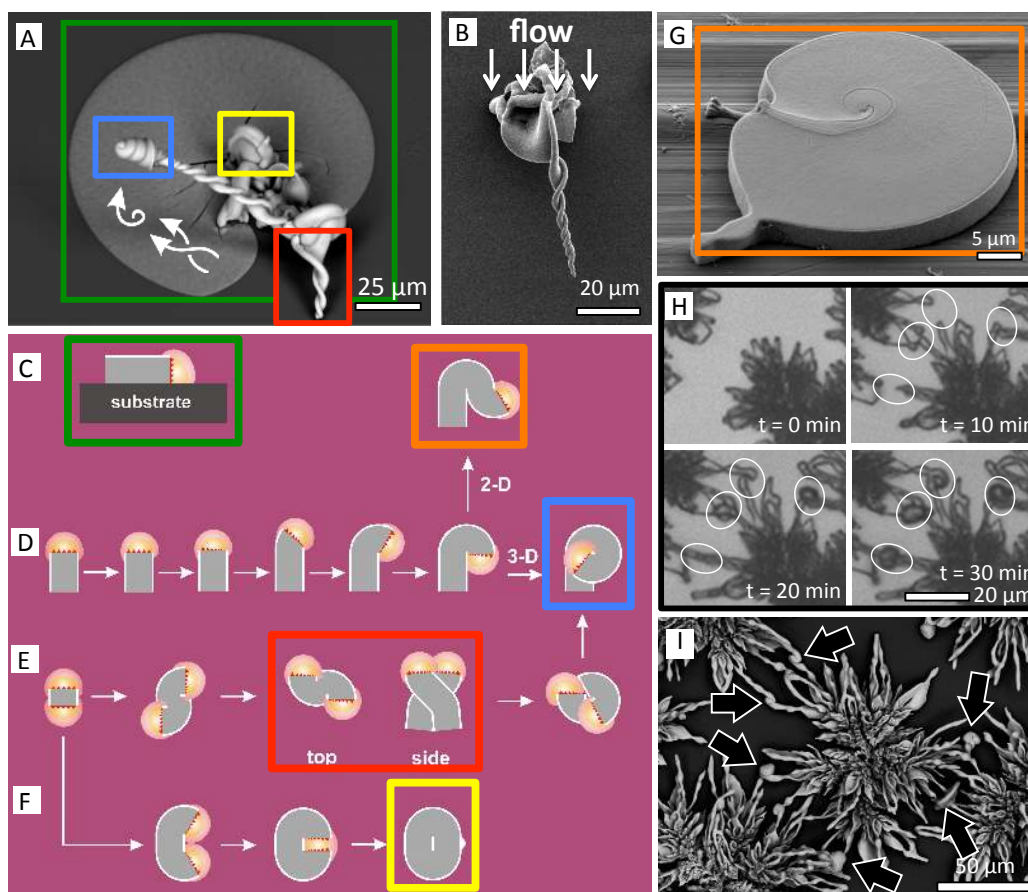 A
25 µm
B
flow
20 µm
G
5 µm
H
t = 0 min
t = 10 min
t = 20 min
t = 30 min
20 µm
C
substrate
2-D
D
3-D
E
top
side
F
I
50 µm